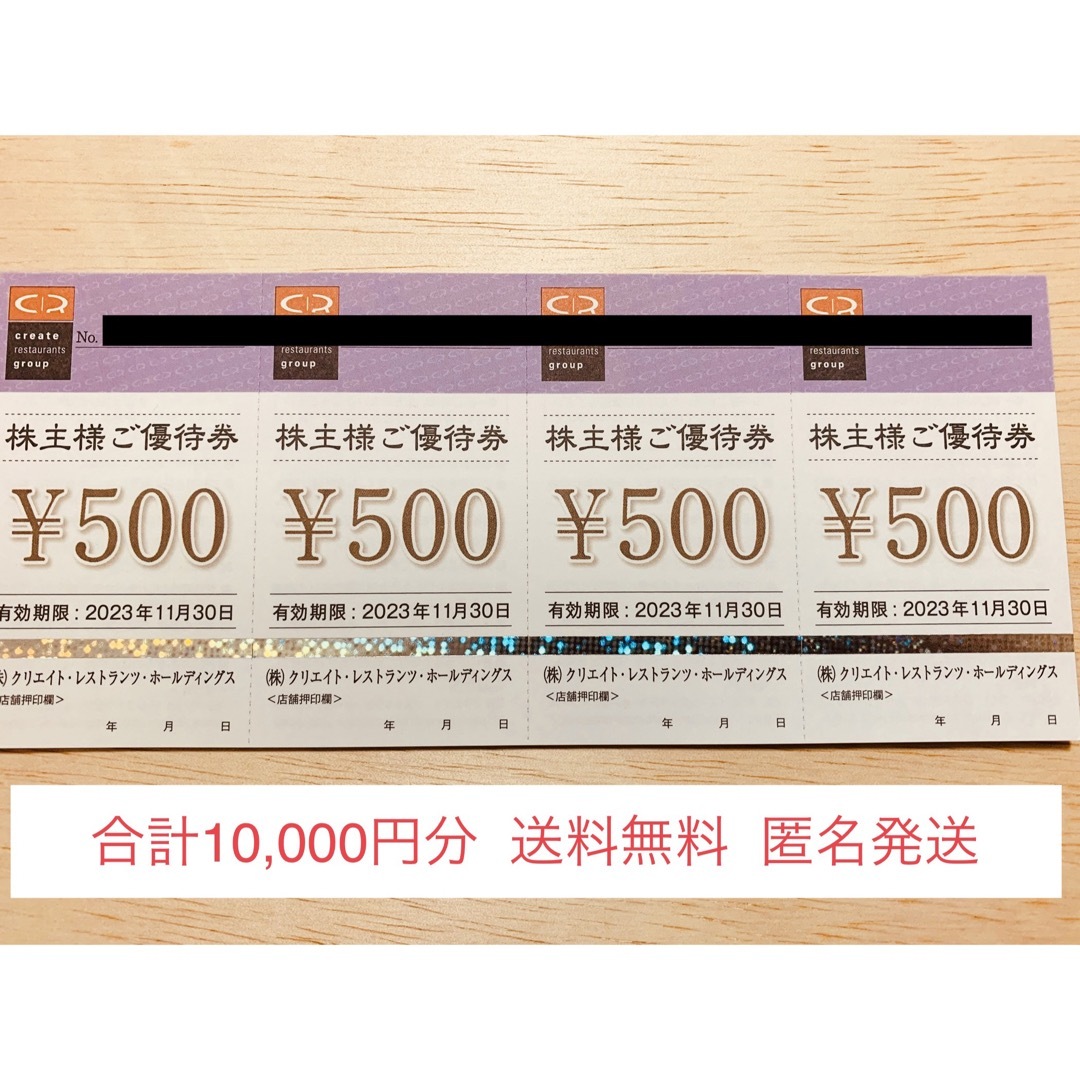 create
restaurants
group
No.
restaurants
group
restaurants
group
restaurants
group
株主様ご優待券 株主様ご優待券 株主様ご優待券 株主様ご優待券
¥500 ¥500 ¥500 ¥500
有効期限:2023年11月30日 有効期限:2023年11月30日 有効期限:2023年11月30日 有効期限:2023年11月30日
㈱クリエイト・レストランツ・ホールディングス ㈱クリエイト・レストランツ・ホールディングス ㈱クリエイト・レストランツ・ホールディングス ㈱クリエイト・レストランツ・ホールディングス
店舗押印欄> <店舗押印欄> <店舗押印欄> <店舗押印欄>
年 月 日 年 月 日 年 月 日 年 月 日
合計10,000円分 送料無料 匿名発送